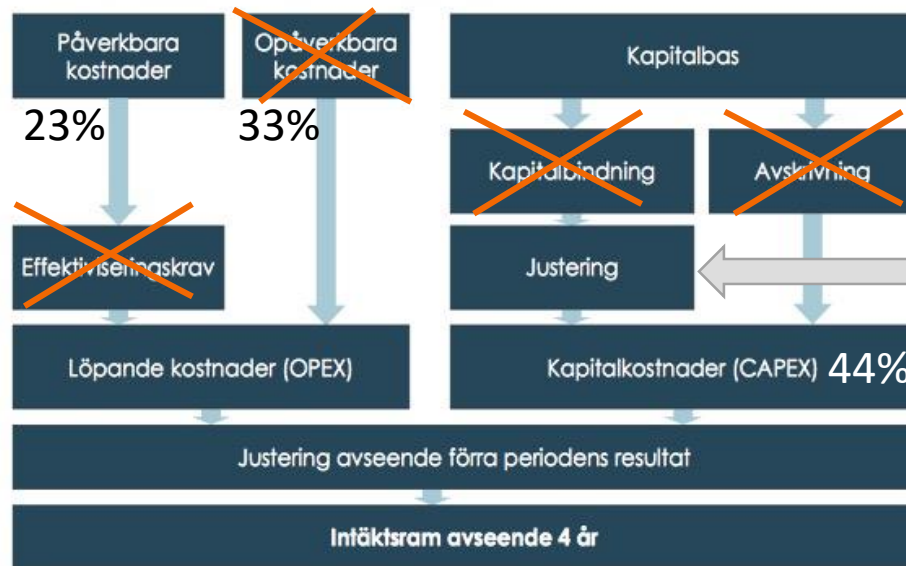 Påverkbara
kostnader
Opåverkbara
kostnader
Kapitalbas
23%
33%
Kapitalbindning
Avskrivning
Effektiviseringskrav
Justering
Löpande kostnader (OPEX)
Kapitalkostnader (CAPEX) 44%
Justering avseende förra periodens resultat
Intäktsram avseende 4 år